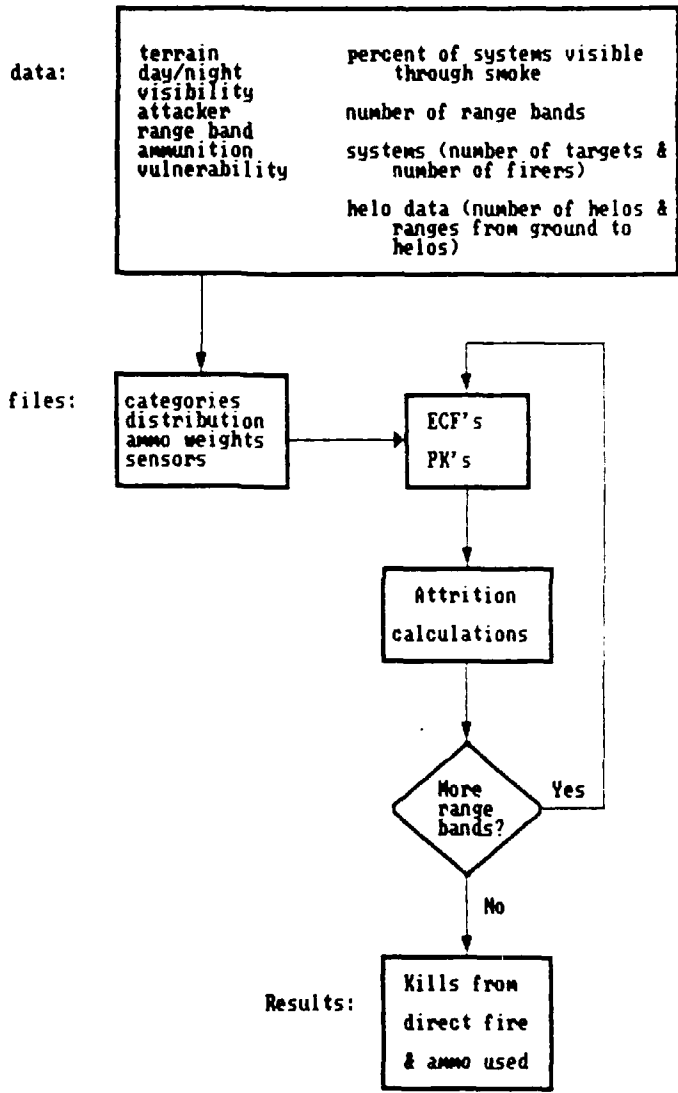 data:
terrain
day/night
visibility
attacker
range band
ammunition
vulnerability
percent of systems visible
through smoke
number of range bands
systems (number of targets &
number of firers)
helo data (number of helos &
ranges from ground to
helos)
files:
categories
distribution
ammo weights
sensors
ECF's
PK's
Attrition
calculations
More
range
bands?
Yes
No
Results:
Kills from
direct fire
& ammo used